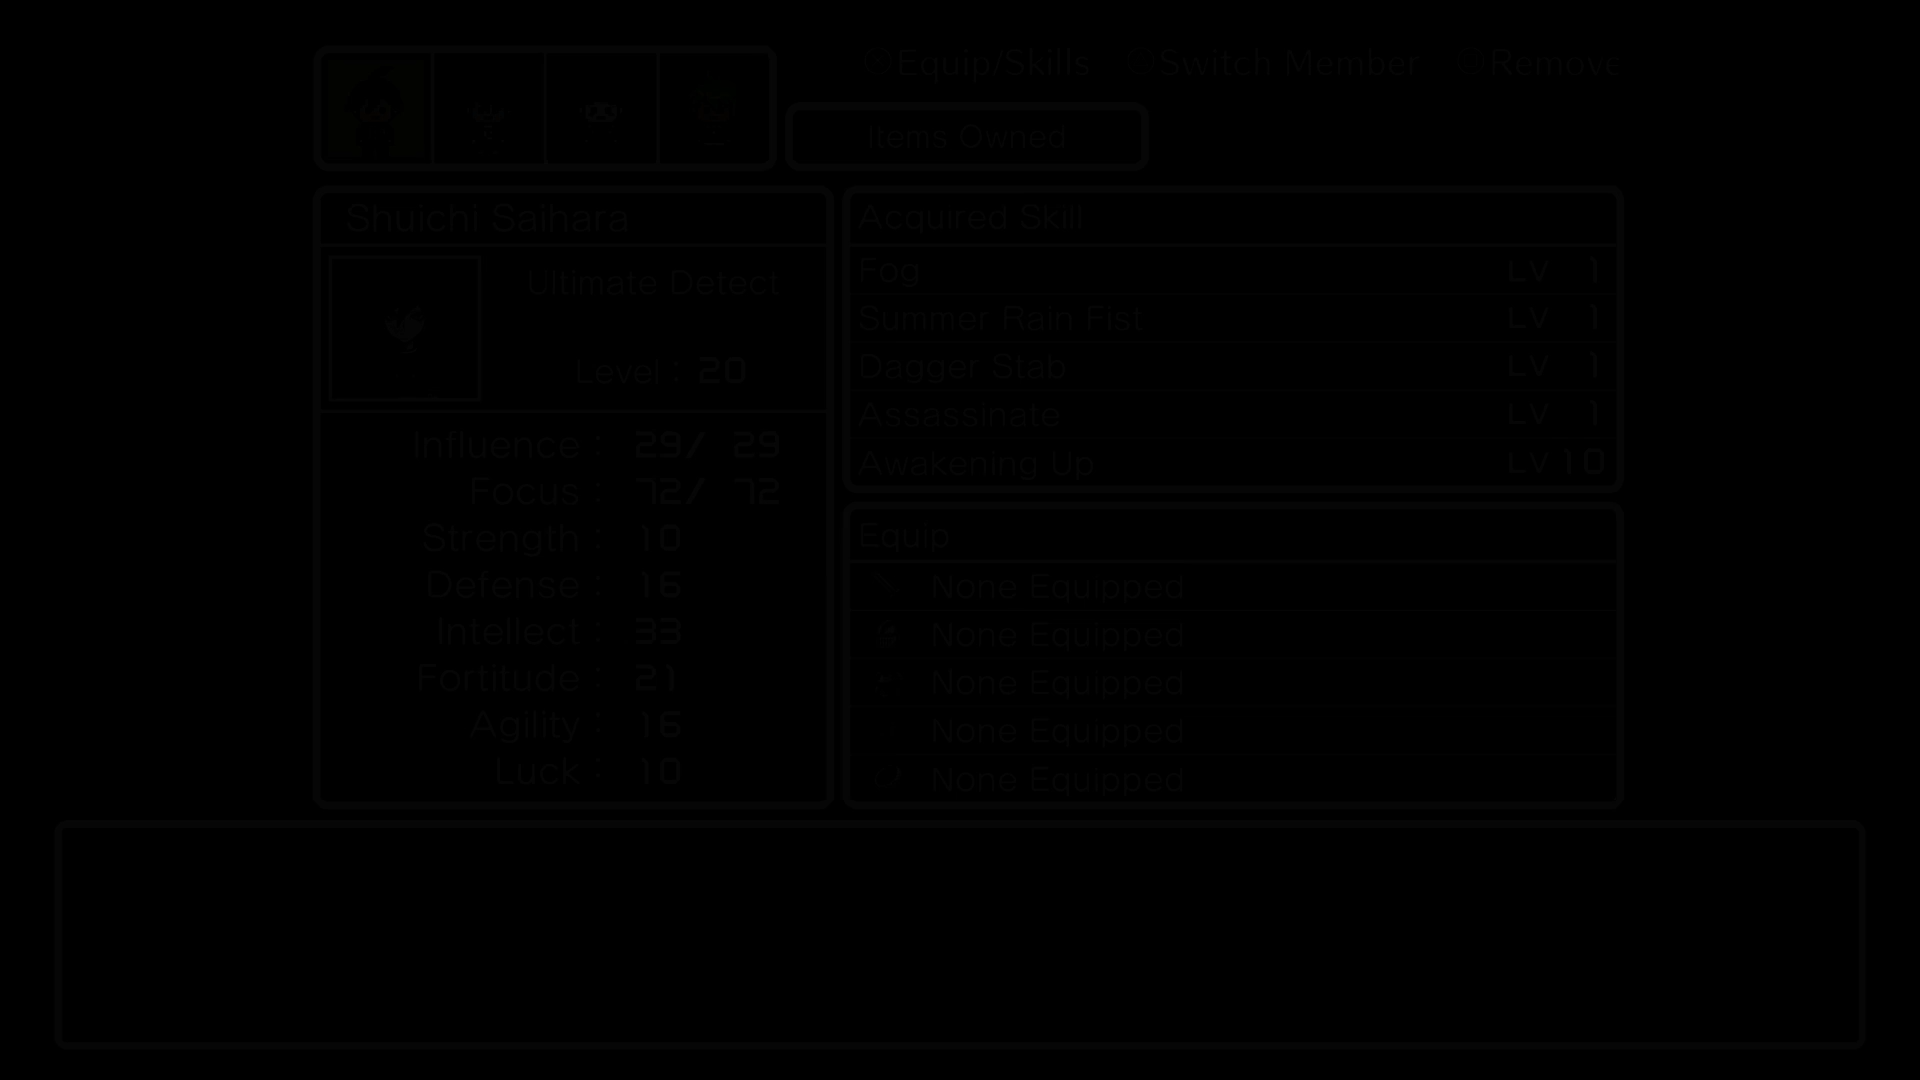 Equip/Skills Switch Member Remove
Items Owned
Shuichi Saihara
Ultimate Detect
Level : 20
Influence : 29/ 29
Focus : 72/ 72
Strength : 10
Defense : 16
Intellect : 33
Fortitude : 21
Agility : 16
Luck : 10
Acquired Skill
Fog LV 1
Summer Rain Fist LV 1
Dagger Stab LV 1
Assassinate LV 1
Awakening Up LV 10
Equip
None Equipped
None Equipped
None Equipped
None Equipped
None Equipped